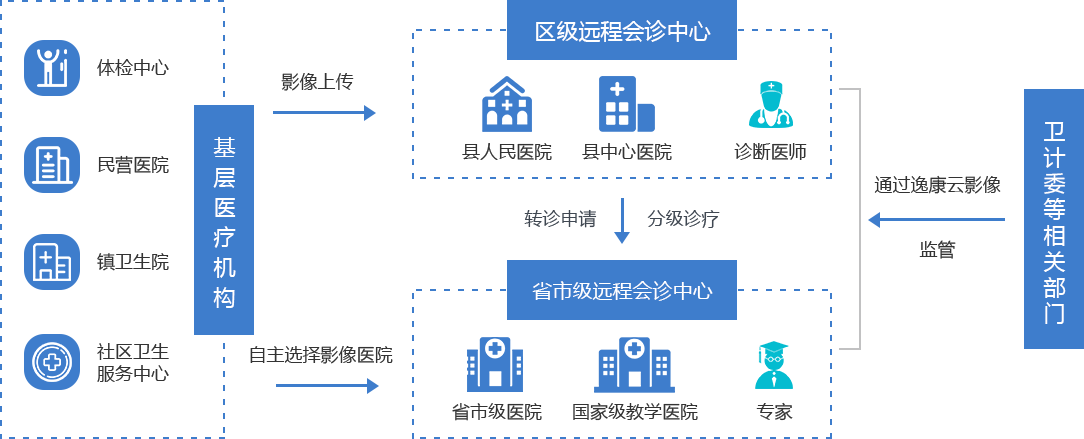 体检中心
民营医院
镇卫生院
社区卫生
服务中心
基层医疗机构
影像上传
自主选择影像医院
区级远程会诊中心
县人民医院
县中心医院
诊断医师
转诊申请
分级诊疗
省市级远程会诊中心
省市级医院
国家级教学医院
专家
通过逸康云影像
监管
卫计委等相关部门